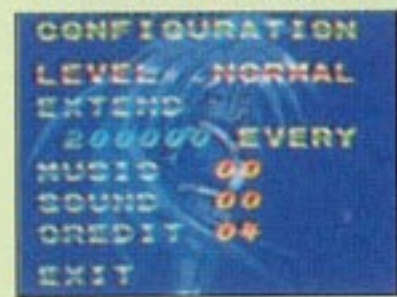 CONFIGURATION
LEVEL NORMAL
EXTEND
200000 EVERY
MUSIC 00
SOUND 00
CREDIT 04
EXIT